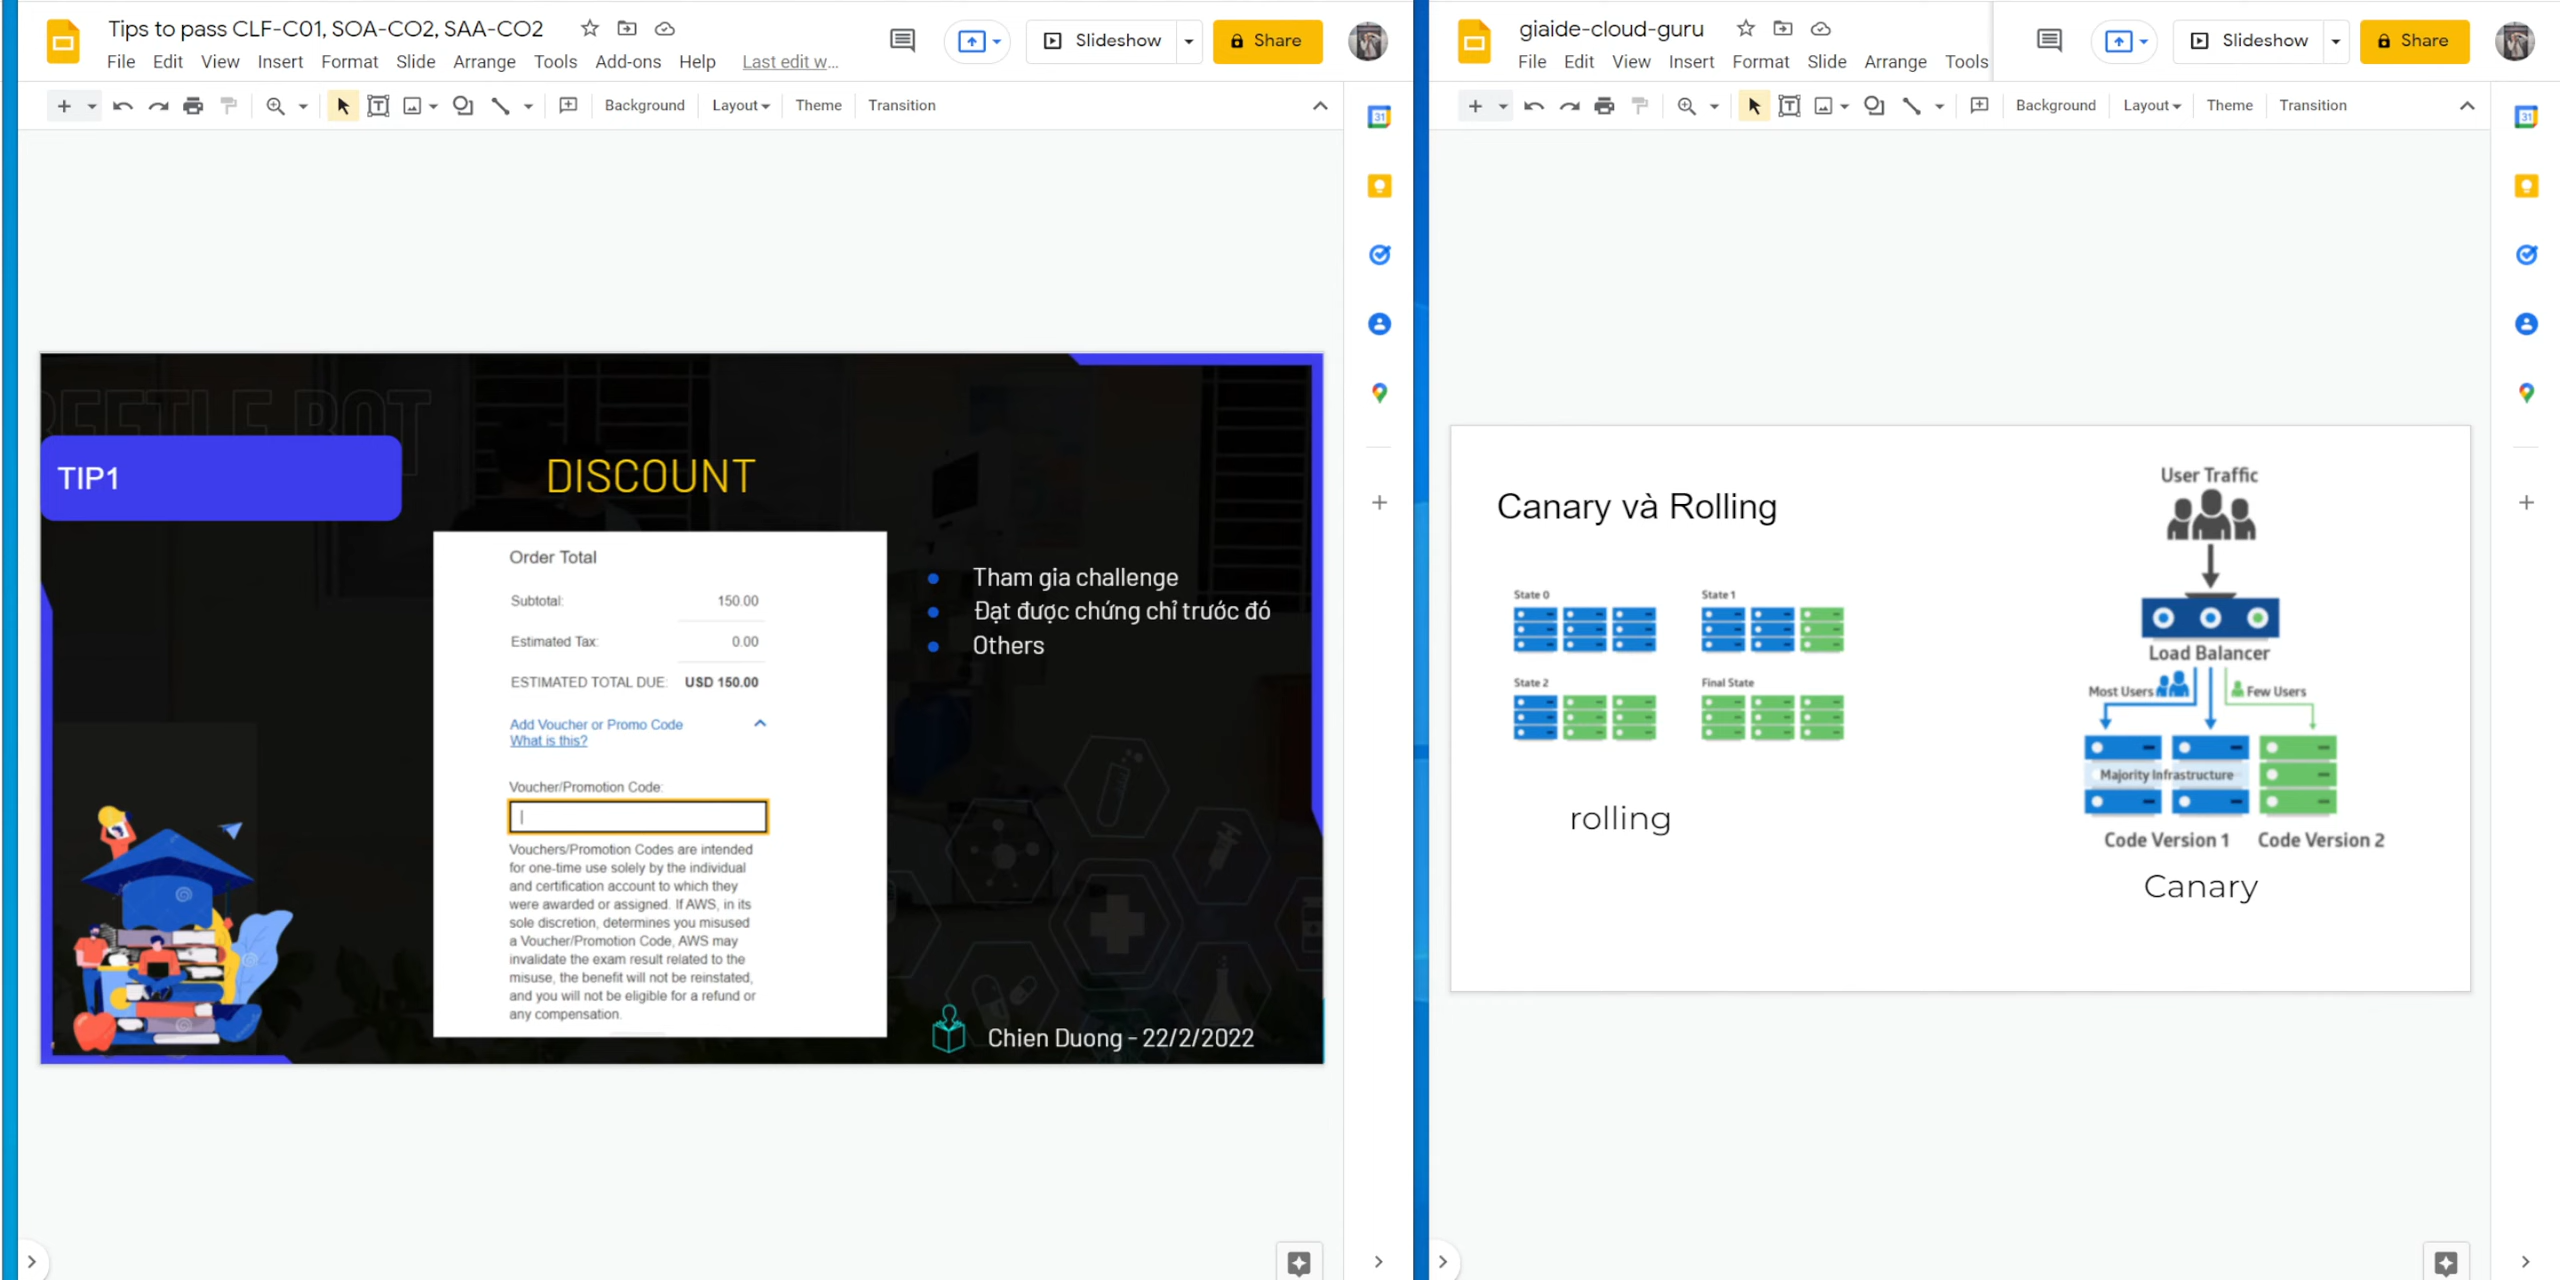 Tips to pass CLF-C01, SOA-CO2, SAA-CO2
File Edit View Insert Format Slide Arrange Tools Add-ons Help Last edit w...
Slideshow
Share
Background Layout Theme Transition
31
BEETLE BOT
TIP1
DISCOUNT
Order Total
Subtotal: 150.00
Estimated Tax: 0.00
ESTIMATED TOTAL DUE: USD 150.00
Add Voucher or Promo Code
What is this?
Voucher/Promotion Code:
Vouchers/Promotion Codes are intended
for one-time use solely by the individual
and certification account to which they
were awarded or assigned. If AWS, in its
sole discretion, determines you misused
a Voucher/Promotion Code, AWS may
invalidate the exam result related to the
misuse, the benefit will not be reinstated,
and you will not be eligible for a refund or
any compensation.
Tham gia challenge
Đạt được chứng chỉ trước đó
Others
Chien Duong - 22/2/2022
giaide-cloud-guru
File Edit View Insert Format Slide Arrange Tools
Slideshow
Share
Background Layout Theme Transition
31
Canary và Rolling
State 0
State 1
State 2
Final State
rolling
User Traffic
Load Balancer
Most Users
Few Users
Majority Infrastructure
Code Version 1 Code Version 2
Canary